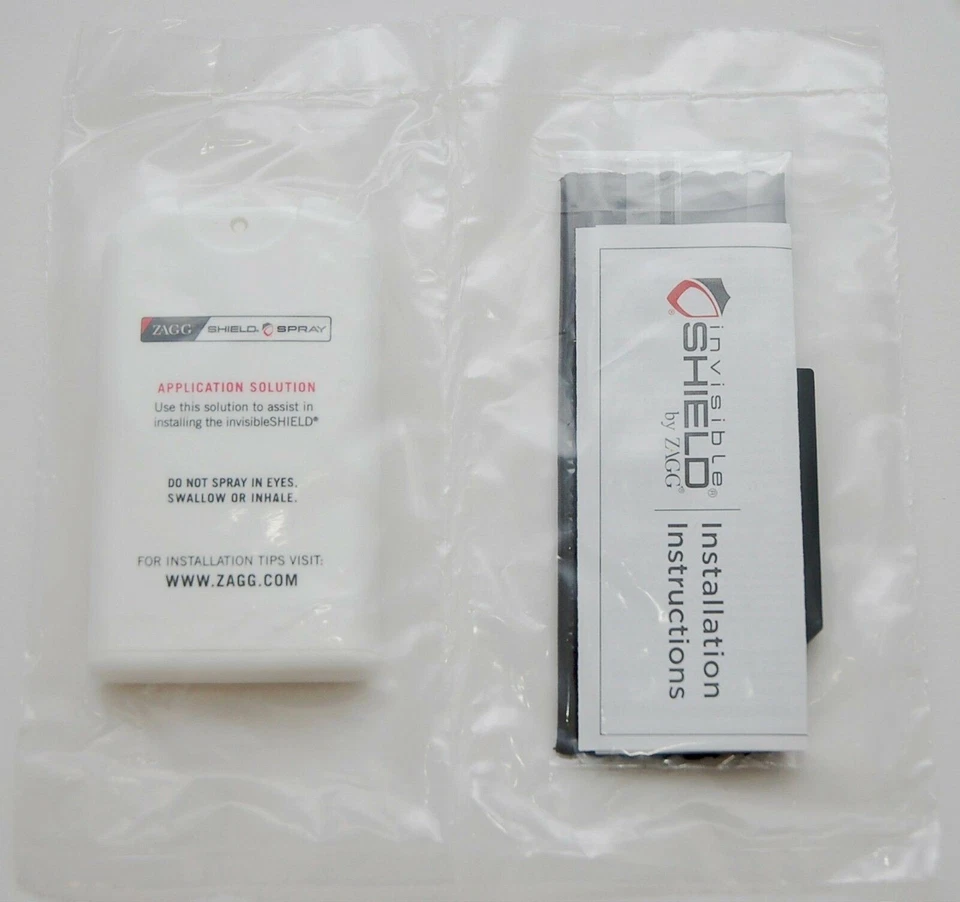 ZAGG SHIELD® SPRAY
APPLICATION SOLUTION
Use this solution to assist in
installing the invisibleSHIELD®
DO NOT SPRAY IN EYES.
SWALLOW OR INHALE.
FOR INSTALLATION TIPS VISIT:
WWW.ZAGG.COM
invisible
SHIELD®
by ZAGG®
Installation
Instructions